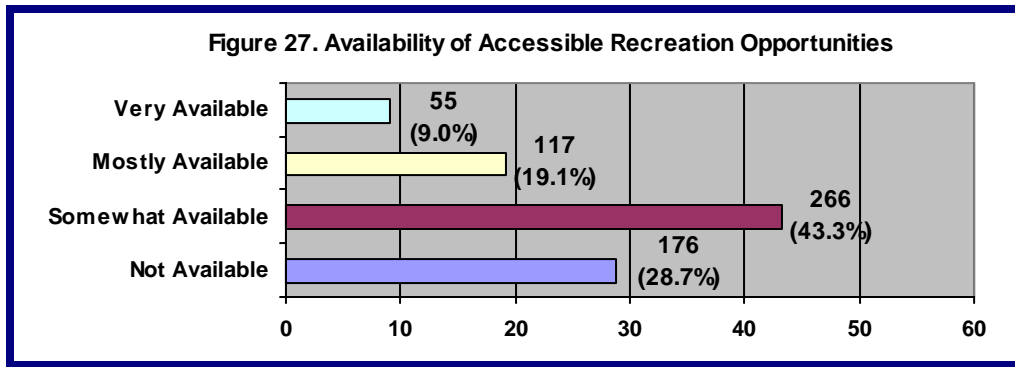 Figure 27. Availability of Accessible Recreation Opportunities
Very Available
55
(9.0%)
Mostly Available
117
(19.1%)
Somewhat Available
266
(43.3%)
Not Available
176
(28.7%)
0 10 20 30 40 50 60